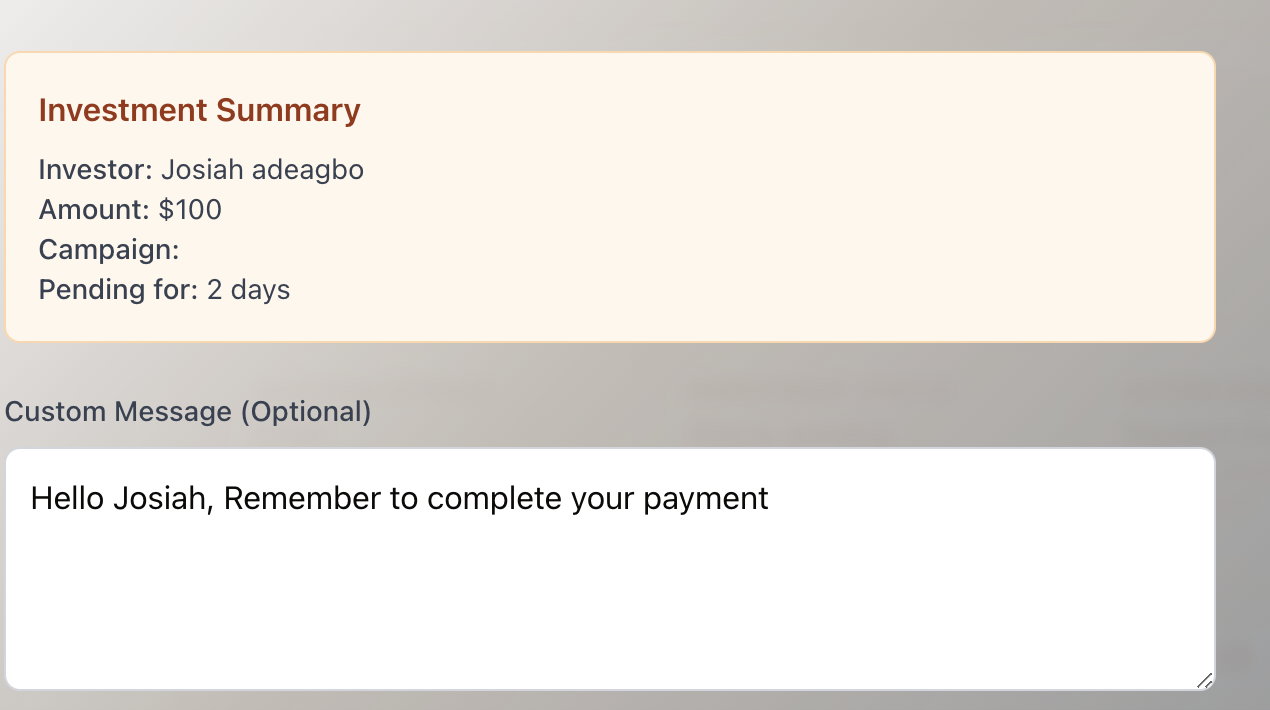 Investment Summary
Investor: Josiah adeagbo
Amount: $100
Campaign:
Pending for: 2 days
Custom Message (Optional)
Hello Josiah, Remember to complete your payment